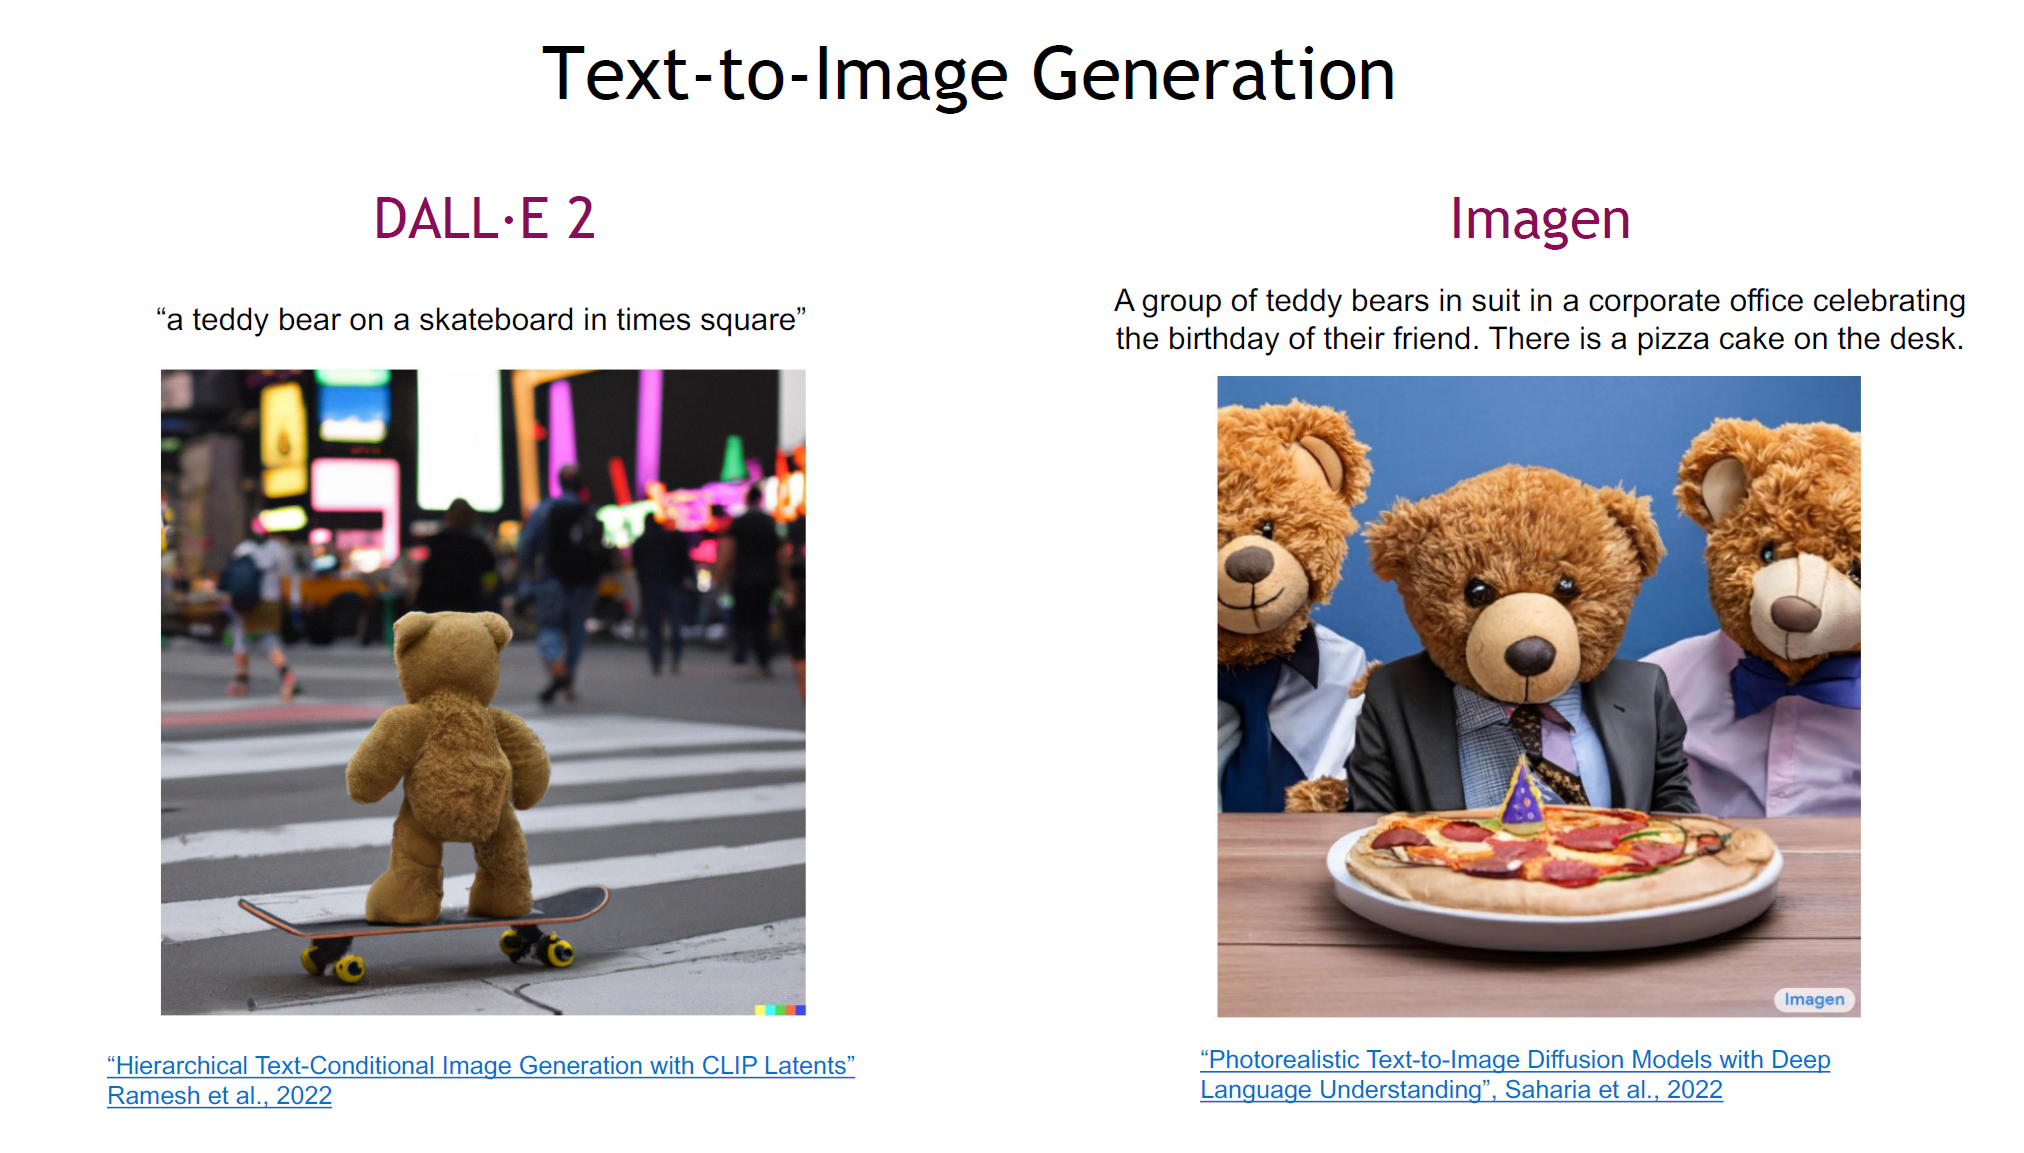 Text-to-Image Generation
DALL·E 2
“a teddy bear on a skateboard in times square”
“Hierarchical Text-Conditional Image Generation with CLIP Latents”
Ramesh et al., 2022
Imagen
A group of teddy bears in suit in a corporate office celebrating
the birthday of their friend. There is a pizza cake on the desk.
Imagen
“Photorealistic Text-to-Image Diffusion Models with Deep
Language Understanding”, Saharia et al., 2022